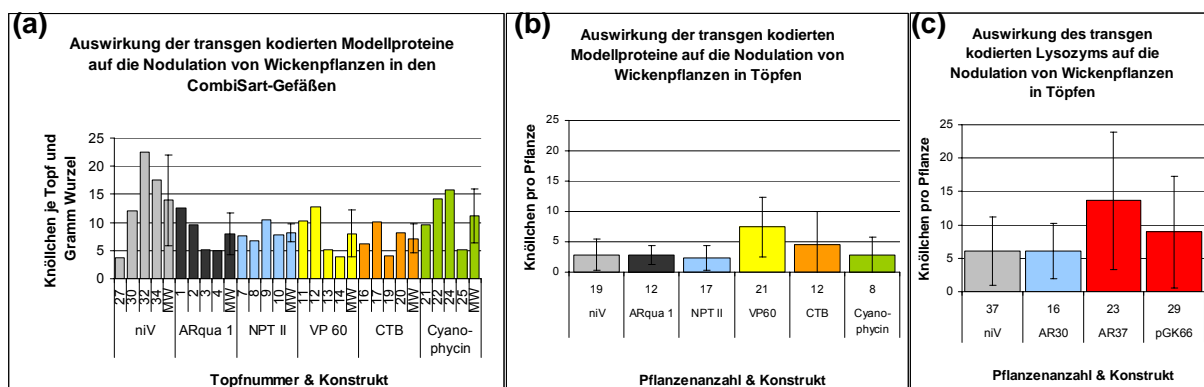 (a)
Auswirkung der transgen kodierten Modellproteine
auf die Nodulation von Wickenpflanzen in den
CombiSart-Gefäßen
Knöllchen je Topf und
Gramm Wurzel
25
20
15
10
5
0
27 30 32 34 MW 1 2 3 4 MW 7 8 9 10 MW 11 12 13 14 MW 16 17 19 20 MW 21 22 24 25 MW
niV ARqua 1 NPT II VP 60 CTB Cyano-
phycin
Topfnummer & Konstrukt
(b)
Auswirkung der transgen kodierten
Modellproteine auf die Nodulation von
Wickenpflanzen in Töpfen
Knöllchen pro Pflanze
25
20
15
10
5
0
19 12 17 21 12 8
niV ARqua 1 NPT II VP60 CTB Cyano-
phycin
Pflanzenanzahl & Konstrukt
(c)
Auswirkung des transgen
kodierten Lysozyms auf die
Nodulation von Wickenpflanzen
in Töpfen
Knöllchen pro Pflanze
25
20
15
10
5
0
37 16 23 29
niV AR30 AR37 pGK66
Pflanzenanzahl & Konstrukt